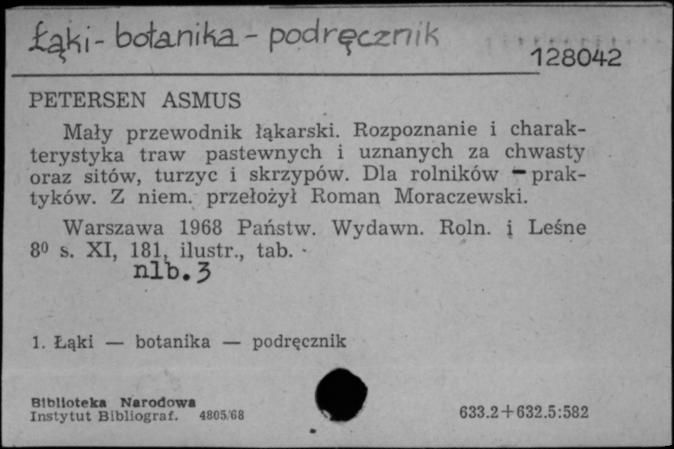 Łąki - botanika - podręcznik
128042
PETERSEN ASMUS
Mały przewodnik łąkarski. Rozpoznanie i charak-
terystyka traw pastewnych i uznanych za chwasty
oraz sitów, turzyc i skrzypów. Dla rolników - prak-
tyków. Z niem. przełożył Roman Moraczewski.
Warszawa 1968 Państw. Wydawn. Roln. i Leśne
8⁰ s. XI, 181, ilustr., tab.
nlb. 3
1. Łąki — botanika — podręcznik
Biblioteka Narodowa
Instytut Bibliograf. 4805/68
633.2+632.5:582